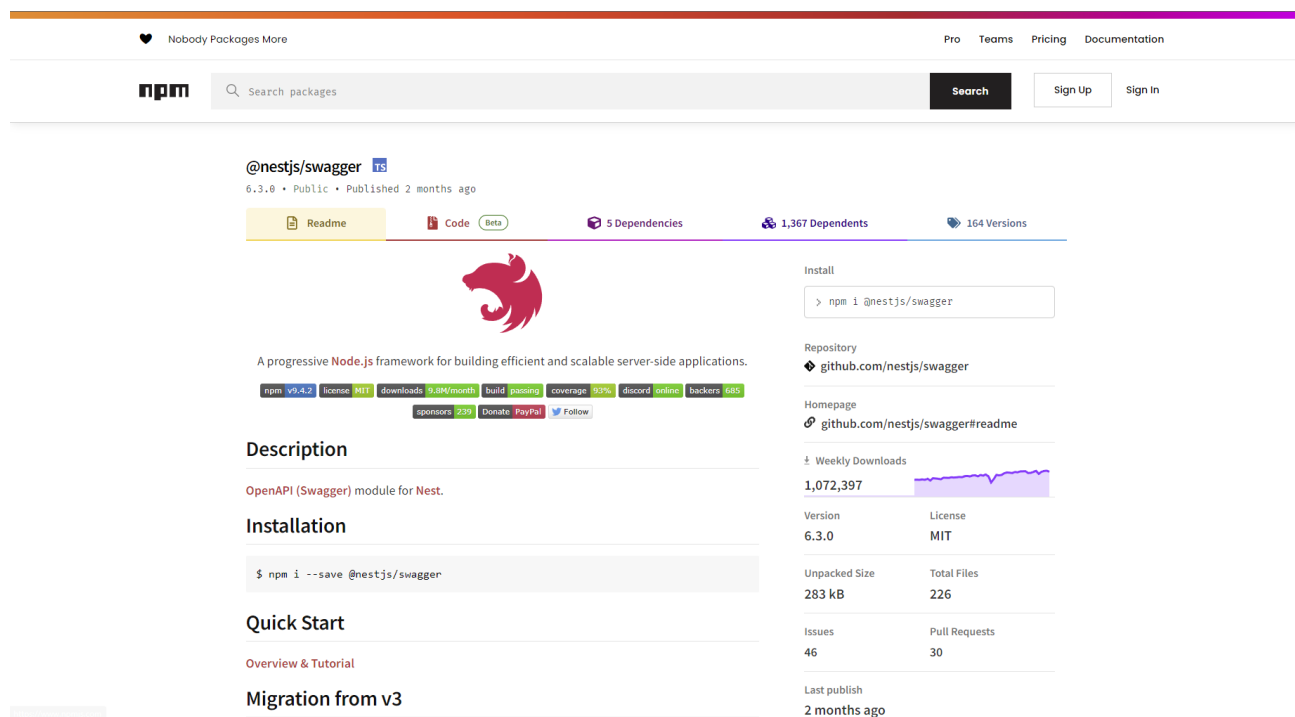 Nobody Packages More
Pro Teams Pricing Documentation
npm
Search packages
Search
Sign Up
Sign In
@nestjs/swagger TS
6.3.0 • Public • Published 2 months ago
Readme
Code Beta
5 Dependencies
1,367 Dependents
164 Versions
A progressive Node.js framework for building efficient and scalable server-side applications.
npm v9.4.2 license MIT downloads 9.8M/month build passing coverage 93% discord online backers 685
sponsors 239 Donate PayPal Follow
Description
OpenAPI (Swagger) module for Nest.
Installation
$ npm i --save @nestjs/swagger
Quick Start
Overview & Tutorial
Migration from v3
Install
> npm i @nestjs/swagger
Repository
github.com/nestjs/swagger
Homepage
github.com/nestjs/swagger#readme
Weekly Downloads
1,072,397
Version License
6.3.0 MIT
Unpacked Size Total Files
283 kB 226
Issues Pull Requests
46 30
Last publish
2 months ago